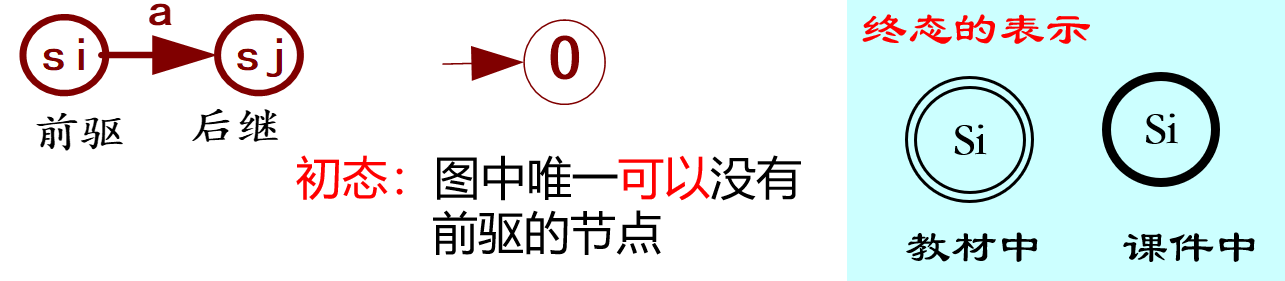 a
si sj
前驱 后继
0
初态：图中唯一可以没有
前驱的节点
终态的表示
Si Si
教材中 课件中